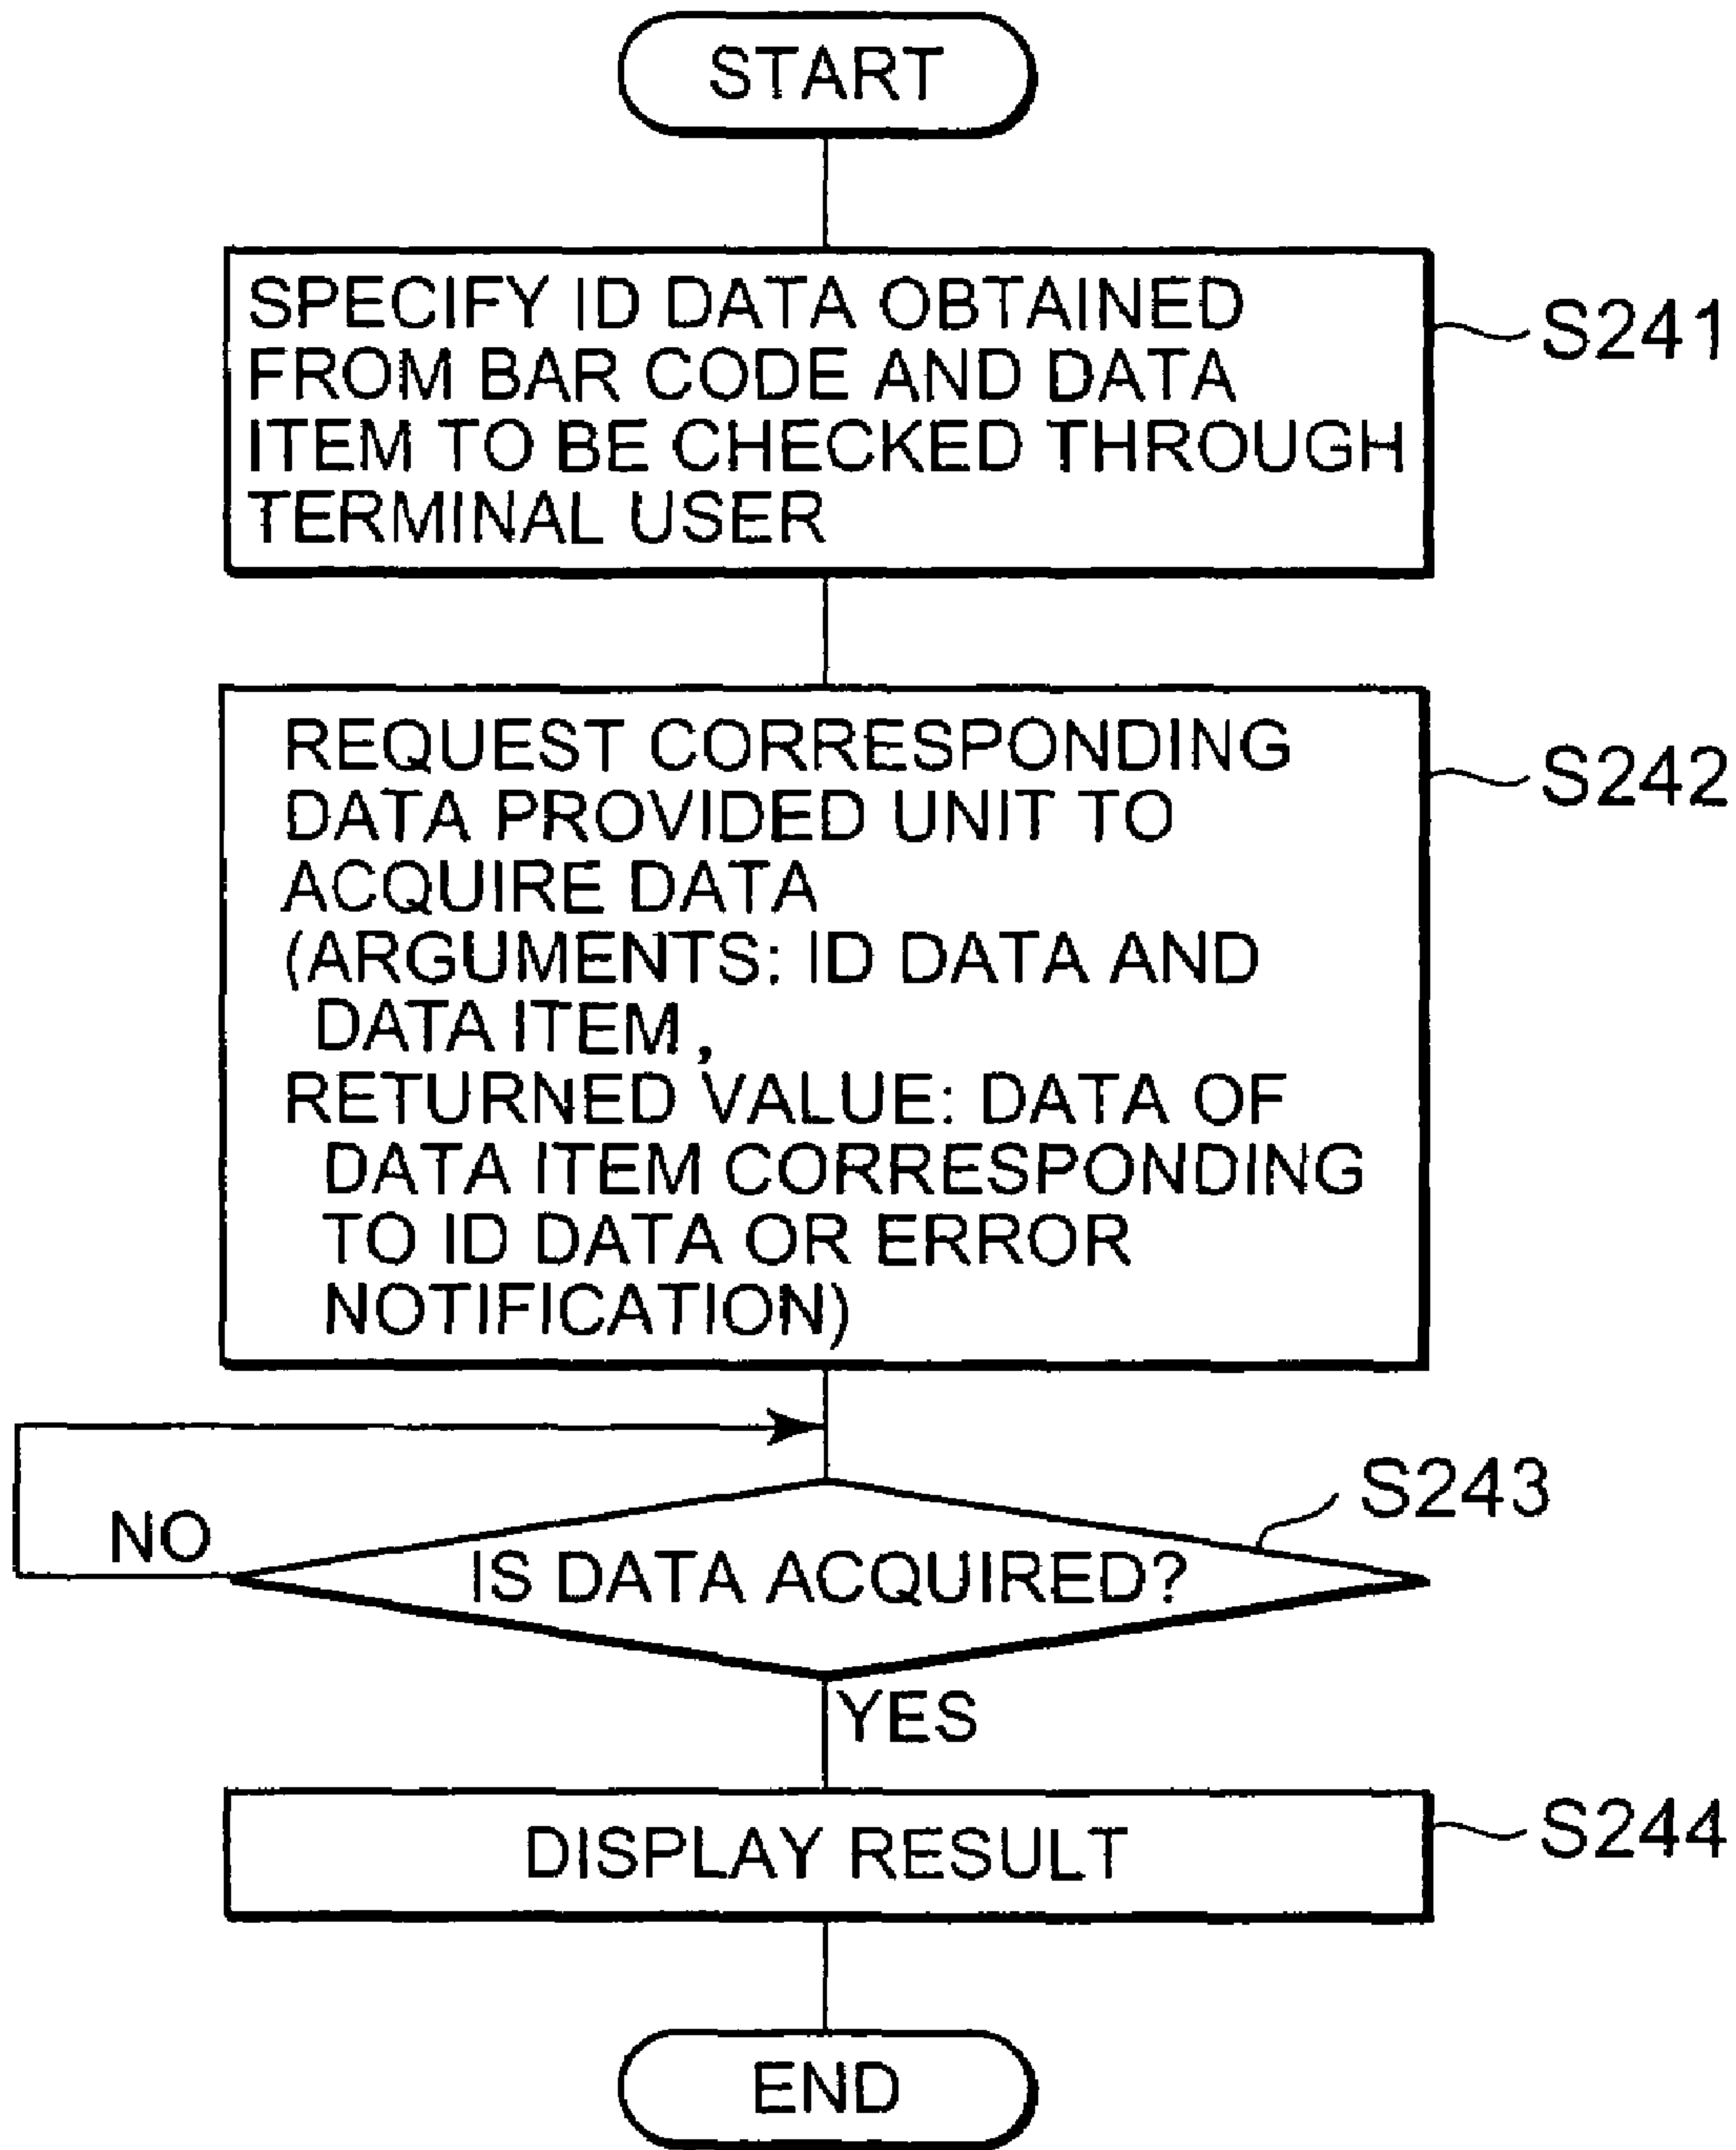 START
SPECIFY ID DATA OBTAINED
FROM BAR CODE AND DATA
ITEM TO BE CHECKED THROUGH
TERMINAL USER
S241
REQUEST CORRESPONDING
DATA PROVIDED UNIT TO
ACQUIRE DATA
(ARGUMENTS: ID DATA AND
DATA ITEM,
RETURNED VALUE: DATA OF
DATA ITEM CORRESPONDING
TO ID DATA OR ERROR
NOTIFICATION)
S242
S243
NO
IS DATA ACQUIRED?
YES
DISPLAY RESULT
S244
END